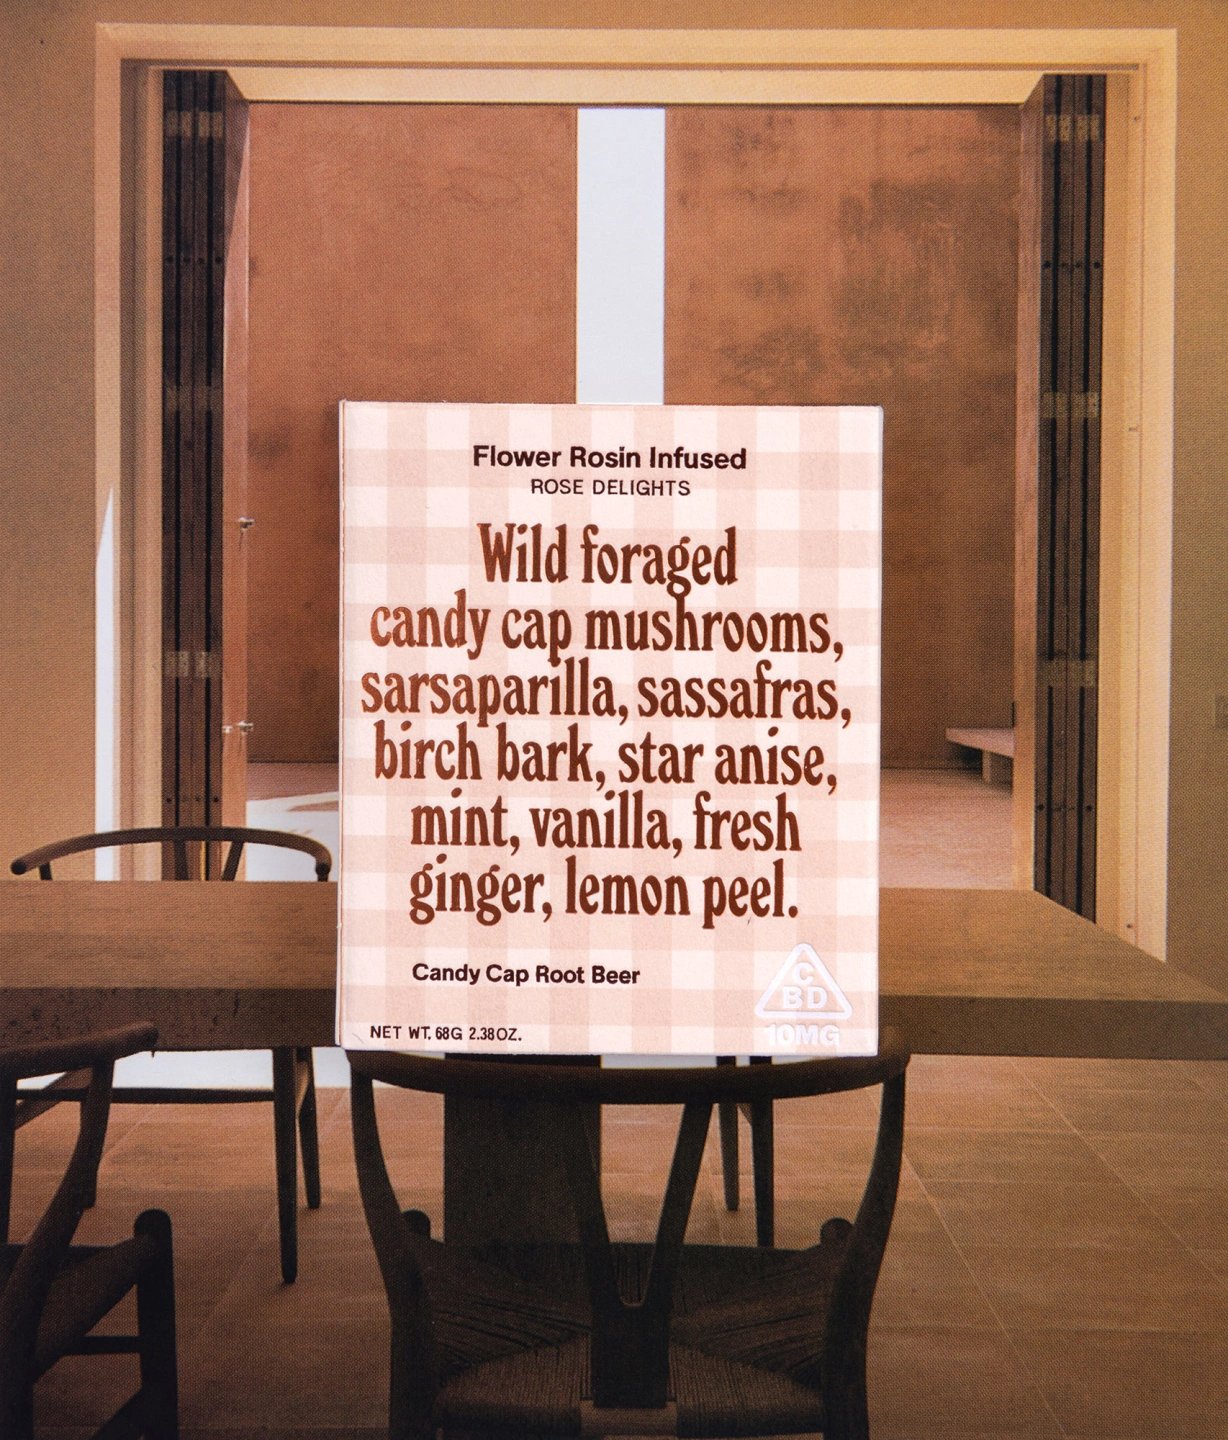 Flower Rosin Infused
ROSE DELIGHTS
Wild foraged
candy cap mushrooms,
sarsaparilla, sassafras,
birch bark, star anise,
mint, vanilla, fresh
ginger, lemon peel.
Candy Cap Root Beer
NET WT. 68G 2.38OZ.
C
BD
10MG